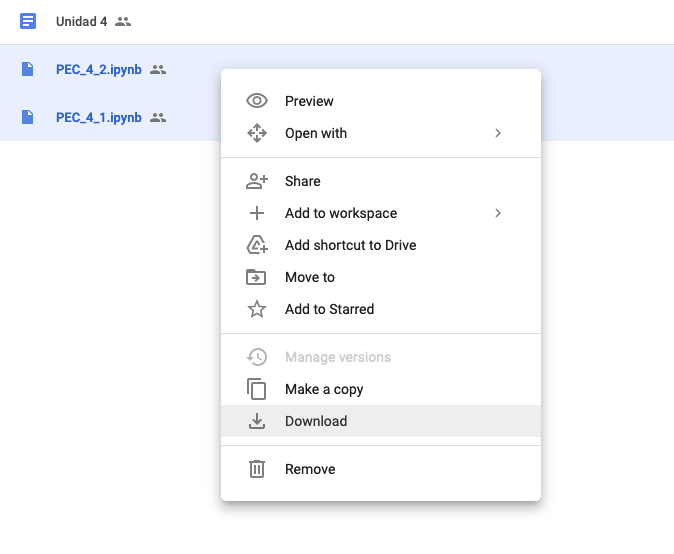 Unidad 4
PEC_4_2.ipynb
PEC_4_1.ipynb
Preview
Open with
Share
Add to workspace
Add shortcut to Drive
Move to
Add to Starred
Manage versions
Make a copy
Download
Remove